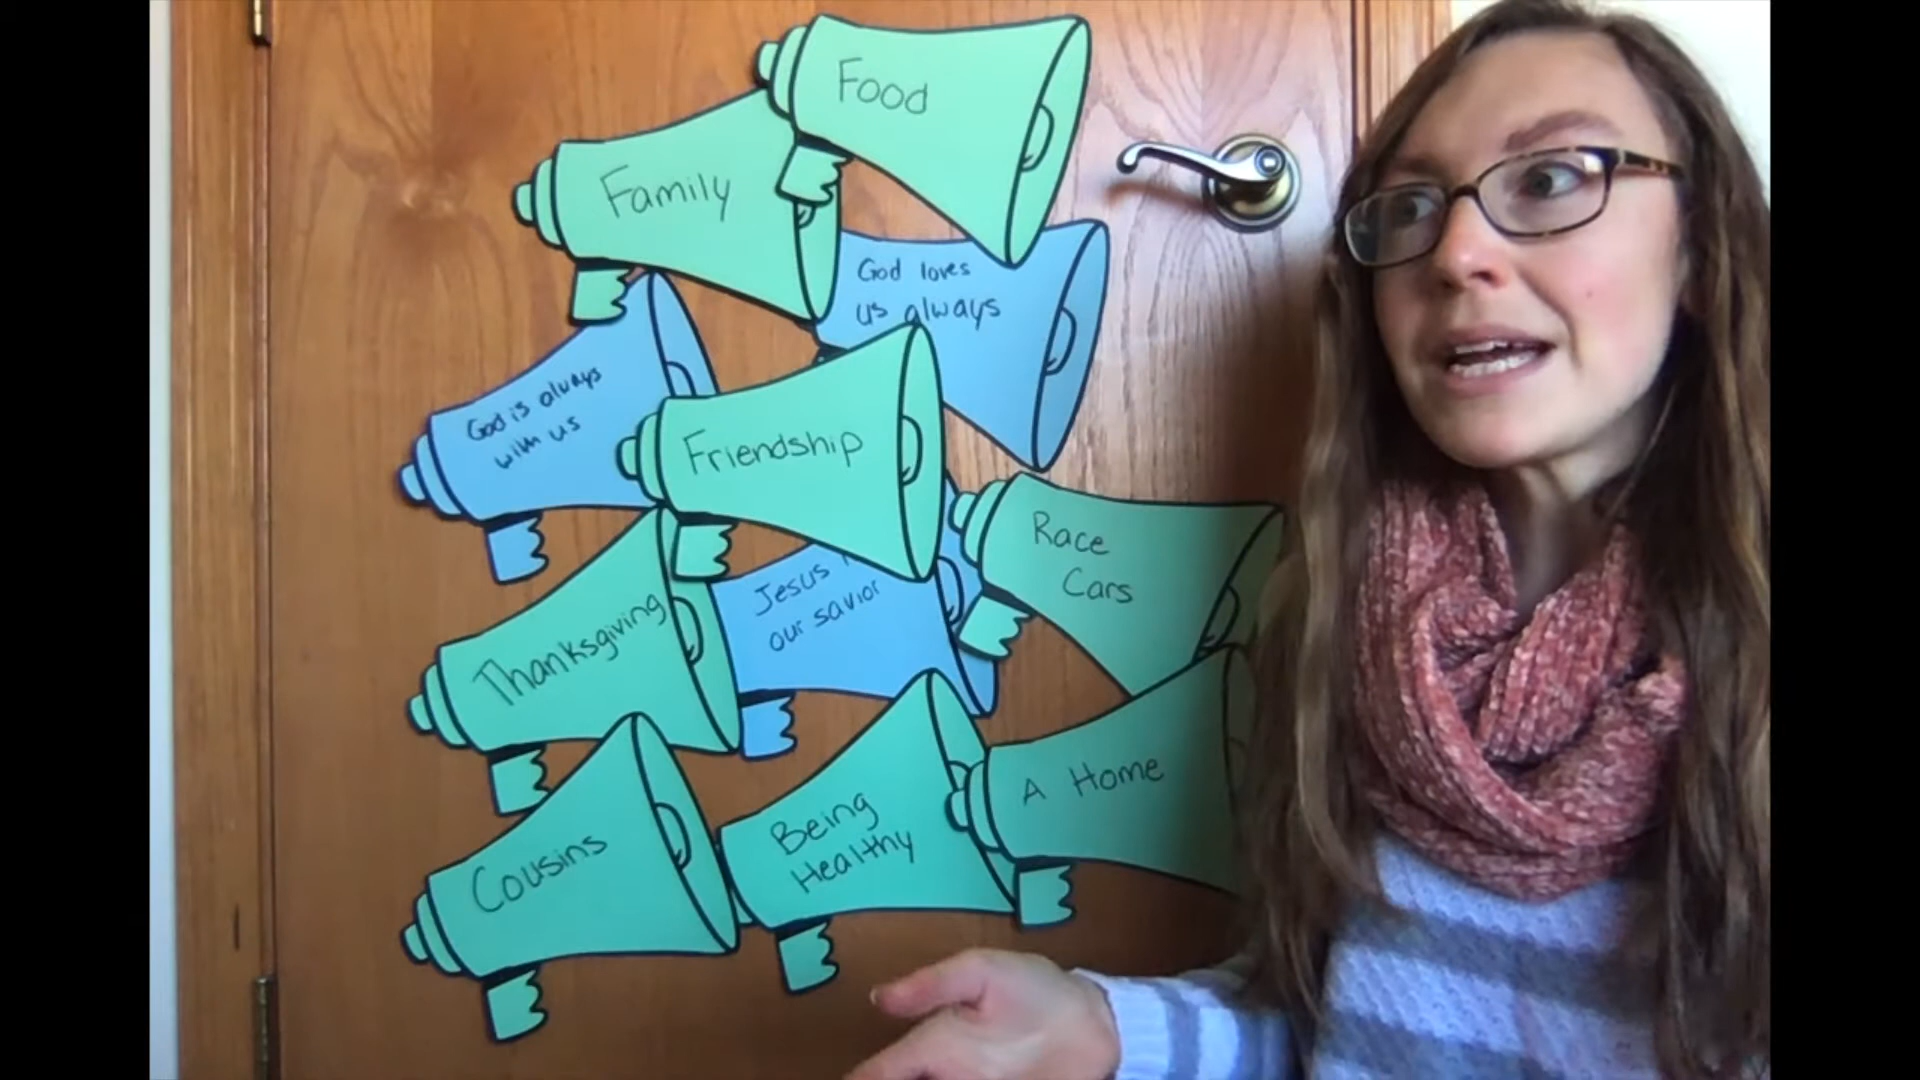 Food
Family
God loves
us always
God is always
with us
Friendship
Race
Cars
Jesus
our savior
Thanksgiving
A Home
Being
Healthy
Cousins